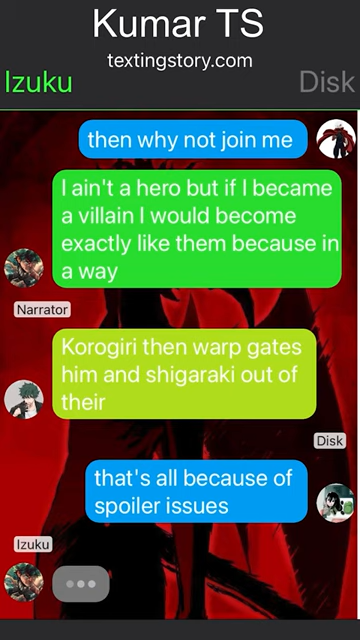 Kumar TS
textingstory.com
Izuku Disk
then why not join me
I ain't a hero but if I became
a villain I would become
exactly like them because in
a way
Narrator
Korogiri then warp gates
him and shigaraki out of
their
Disk
that's all because of
spoiler issues
Izuku